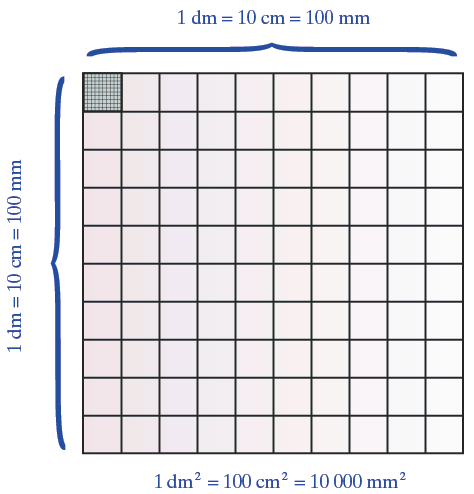 1 dm = 10 cm = 100 mm
1 dm = 10 cm = 100 mm
1 dm² = 100 cm² = 10 000 mm²